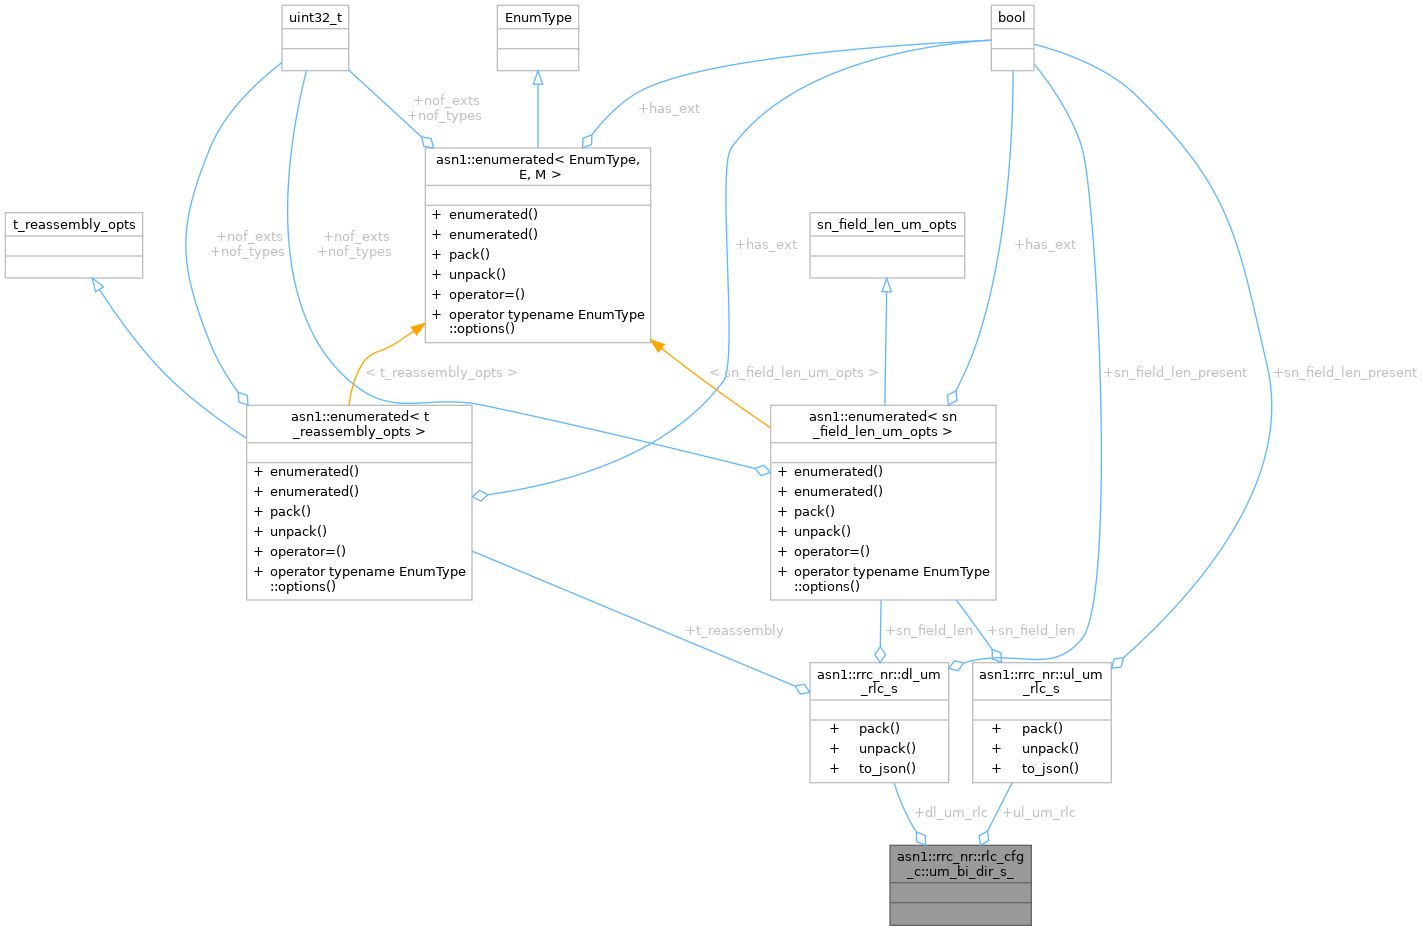 uint32_t
EnumType
bool
+nof_exts
+nof_types
+has_ext
asn1::enumerated< EnumType,
E, M >
+ enumerated()
+ enumerated()
+ pack()
+ unpack()
+ operator=()
+ operator typename EnumType
::options()
t_reassembly_opts
+nof_exts
+nof_types
+nof_exts
+nof_types
+has_ext
sn_field_len_um_opts
+has_ext
< t_reassembly_opts >
< sn_field_len_um_opts >
+sn_field_len_present
+sn_field_len_present
asn1::enumerated< t
_reassembly_opts >
+ enumerated()
+ enumerated()
+ pack()
+ unpack()
+ operator=()
+ operator typename EnumType
::options()
asn1::enumerated< sn
_field_len_um_opts >
+ enumerated()
+ enumerated()
+ pack()
+ unpack()
+ operator=()
+ operator typename EnumType
::options()
+t_reassembly
+sn_field_len
+sn_field_len
asn1::rrc_nr::dl_um
_rlc_s
+ pack()
+ unpack()
+ to_json()
asn1::rrc_nr::ul_um
_rlc_s
+ pack()
+ unpack()
+ to_json()
+dl_um_rlc
+ul_um_rlc
asn1::rrc_nr::rlc_cfg
_c::um_bi_dir_s_